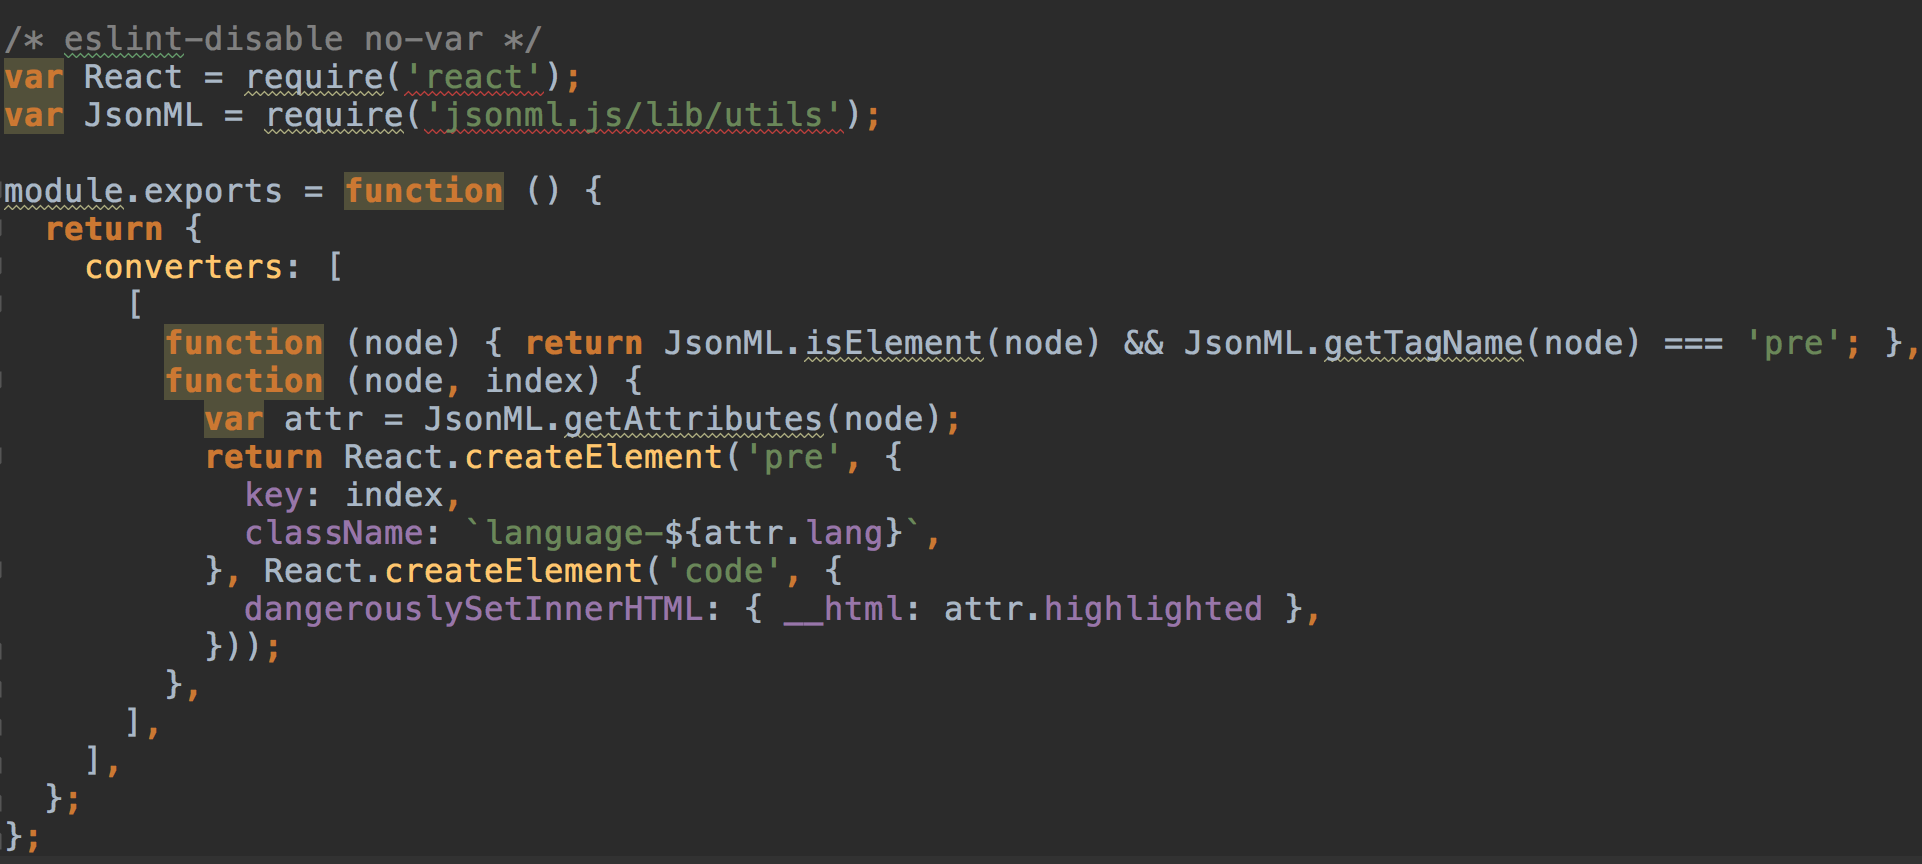 /* eslint-disable no-var */
var React = require('react');
var JsonML = require('jsonml.js/lib/utils');

module.exports = function () {
  return {
    converters: [
      [
        function (node) { return JsonML.isElement(node) && JsonML.getTagName(node) === 'pre'; },
        function (node, index) {
          var attr = JsonML.getAttributes(node);
          return React.createElement('pre', {
            key: index,
            className: `language-${attr.lang}`,
          }, React.createElement('code', {
            dangerouslySetInnerHTML: { __html: attr.highlighted },
          }));
        },
      ],
    ],
  };
};